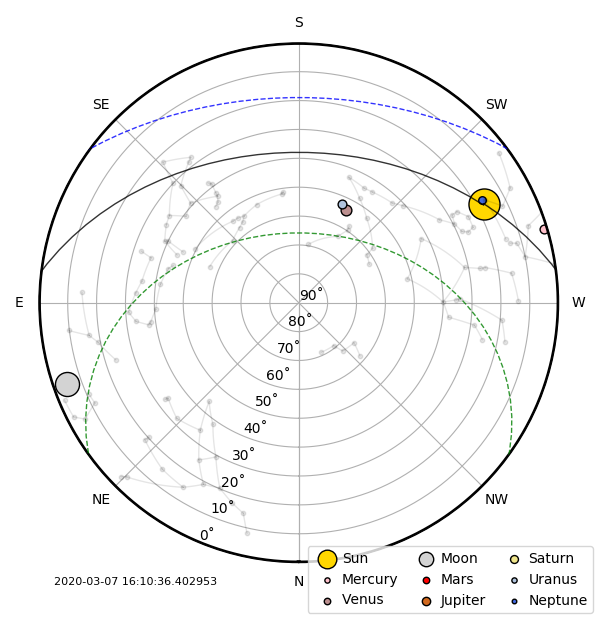 S
SE SW
E W
90°
80°
70°
60°
50°
40°
30°
20°
10°
0°
NE NW
N
2020-03-07 16:10:36.402953
Sun Moon Saturn
Mercury Mars Uranus
Venus Jupiter Neptune